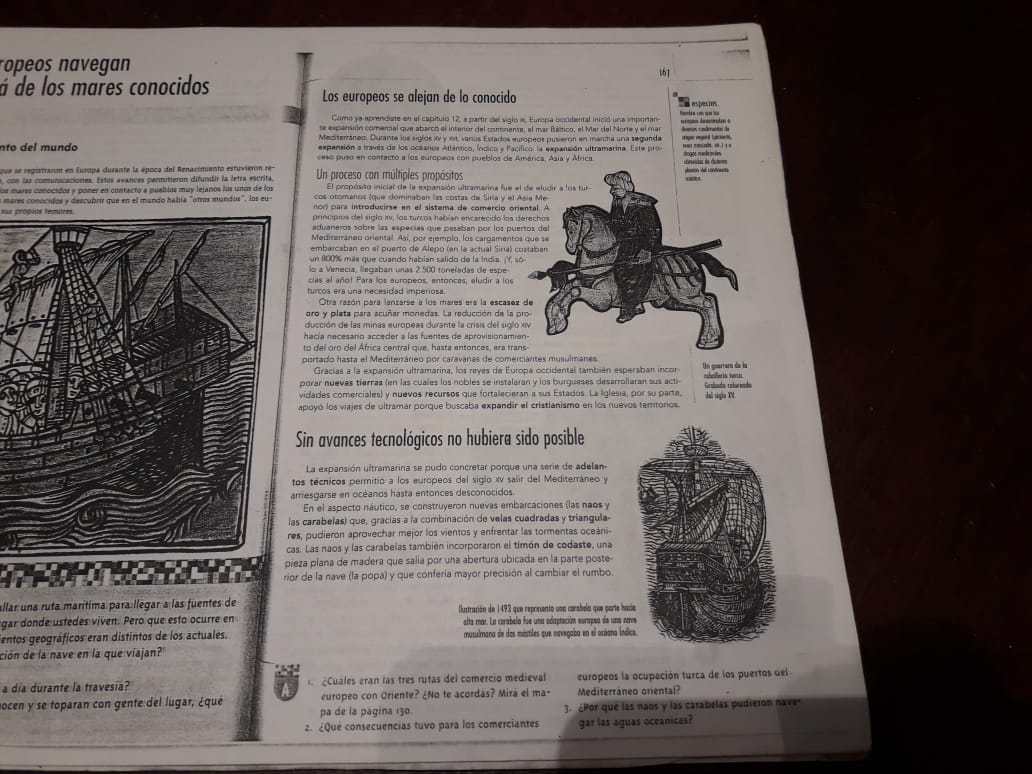 ropeos navegan
á de los mares conocidos
nto del mundo
que se registraron en Europa durante la época del Renacimiento estuvieron re-
, con las comunicaciones. Estos avances permitieron difundir la letra escrita,
los mares conocidos y poner en contacto a pueblos muy lejanos los unos de los
mares conocidos y descubrir que en el mundo había "otros mundos", los eu-
sus propios temores.
allar una ruta marítima para llegar a las fuentes de
gar donde ustedes viven. Pero que esto ocurre en
ientos geográficos eran distintos de los actuales.
ción de la nave en la que viajan?
a día durante la travesía?
nocen y se toparan con gente del lugar, ¿qué
167
Los europeos se alejan de lo conocido
Como ya aprendiste en el capítulo 12, a partir del siglo XI, Europa occidental inició una importan-
te expansión comercial que abarcó el interior del continente, el mar Báltico, el Mar del Norte y el mar
Mediterráneo. Durante los siglos XV y XVI, varios Estados europeos pusieron en marcha una segunda
expansión a través de los océanos Atlántico, Índico y Pacífico: la expansión ultramarina. Este pro-
ceso puso en contacto a los europeos con pueblos de América, Asia y África.
Un proceso con múltiples propósitos
El propósito inicial de la expansión ultramarina fue el de eludir a los tur-
cos otomanos (que dominaban las costas de Siria y el Asia Me-
nor) para introducirse en el sistema de comercio oriental. A
principios del siglo XV, los turcos habían encarecido los derechos
aduaneros sobre las especias que pasaban por los puertos del
Mediterráneo oriental. Así, por ejemplo, los cargamentos que se
embarcaban en el puerto de Alepo (en la actual Siria) costaban
un 800% más que cuando habían salido de la India. ¡Y, só-
lo a Venecia, llegaban unas 2.500 toneladas de espe-
cias al año! Para los europeos, entonces, eludir a los
turcos era una necesidad imperiosa.
Otra razón para lanzarse a los mares era la escasez de
oro y plata para acuñar monedas. La reducción de la pro-
ducción de las minas europeas durante la crisis del siglo XIV
hacía necesario acceder a las fuentes de aprovisionamien-
to del oro del África central que, hasta entonces, era trans-
portado hasta el Mediterráneo por caravanas de comerciantes musulmanes.
Gracias a la expansión ultramarina, los reyes de Europa occidental también esperaban incor-
porar nuevas tierras (en las cuales los nobles se instalaran y los burgueses desarrollaran sus acti-
vidades comerciales) y nuevos recursos que fortalecieran a sus Estados. La Iglesia, por su parte,
apoyó los viajes de ultramar porque buscaba expandir el cristianismo en los nuevos territorios.
especias.
Nombre con que los
europeos denominaban a
diversos condimentos de
origen vegetal (pimienta,
nuez moscada, etc.) y a
drogas medicinales
obtenidas de
plantas del continente
asiático.
Un guerrero de la
caballería turca.
Grabado coloreado
del siglo XV.
Sin avances tecnológicos no hubiera sido posible
La expansión ultramarina se pudo concretar porque una serie de adelan-
tos técnicos permitió a los europeos del siglo XV salir del Mediterráneo y
arriesgarse en océanos hasta entonces desconocidos.
En el aspecto náutico, se construyeron nuevas embarcaciones (las naos y
las carabelas) que, gracias a la combinación de velas cuadradas y triangula-
res, pudieron aprovechar mejor los vientos y enfrentar las tormentas oceáni-
cas. Las naos y las carabelas también incorporaron el timón de codaste, una
pieza plana de madera que salía por una abertura ubicada en la parte poste-
rior de la nave (la popa) y que confería mayor precisión al cambiar el rumbo.
Ilustración de 1493 que representa una carabela que parte hacia
alta mar. La carabela fue una adaptación europea de una nave
musulmana de dos mástiles que navegaba en el océano Índico.
A
1. ¿Cuáles eran las tres rutas del comercio medieval
europeo con Oriente? ¿No te acordás? Mirá el ma-
pa de la página 130.
2. ¿Qué consecuencias tuvo para los comerciantes
europeos la ocupación turca de los puertos del
Mediterráneo oriental?
3. ¿Por qué las naos y las carabelas pudieron nave-
gar las aguas oceánicas?